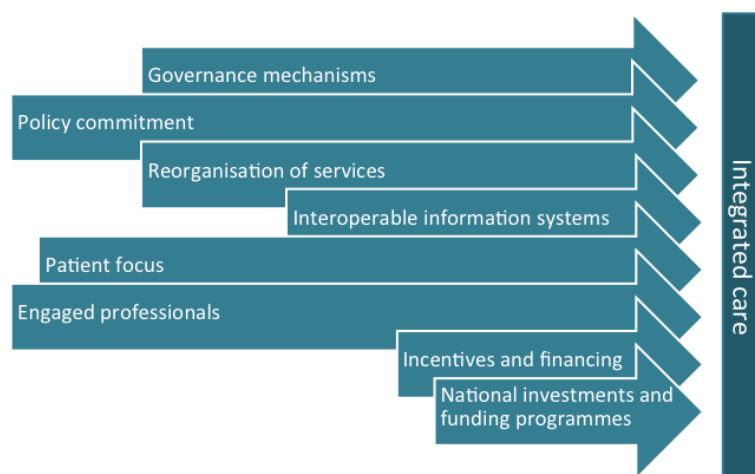 Governance mechanisms
Policy commitment
Reorganisation of services
Interoperable information systems
Patient focus
Engaged professionals
Incentives and financing
National investments and
funding programmes
Integrated care